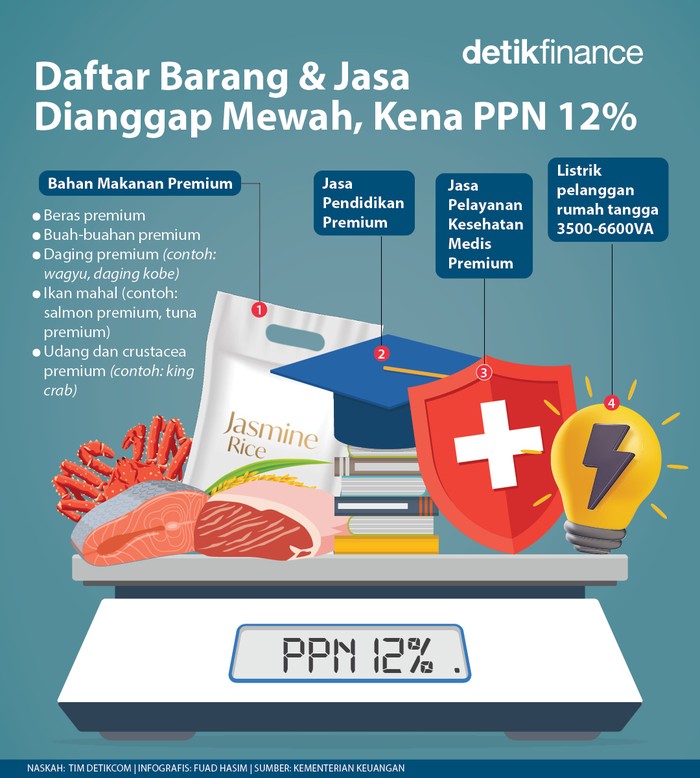 detikfinance
Daftar Barang & Jasa
Dianggap Mewah, Kena PPN 12%
Bahan Makanan Premium
Beras premium
Buah-buahan premium
Daging premium (contoh:
wagyu, daging kobe)
Ikan mahal (contoh:
salmon premium, tuna
premium)
Udang dan crustacea
premium (contoh: king
crab)
Jasa
Pendidikan
Premium
Jasa
Pelayanan
Kesehatan
Medis
Premium
Listrik
pelanggan
rumah tangga
3500-6600VA
1
2
3
4
Jasmine
Rice
PPN 12% .
NASKAH: TIM DETIKCOM | INFOGRAFIS: FUAD HASIM | SUMBER: KEMENTERIAN KEUANGAN